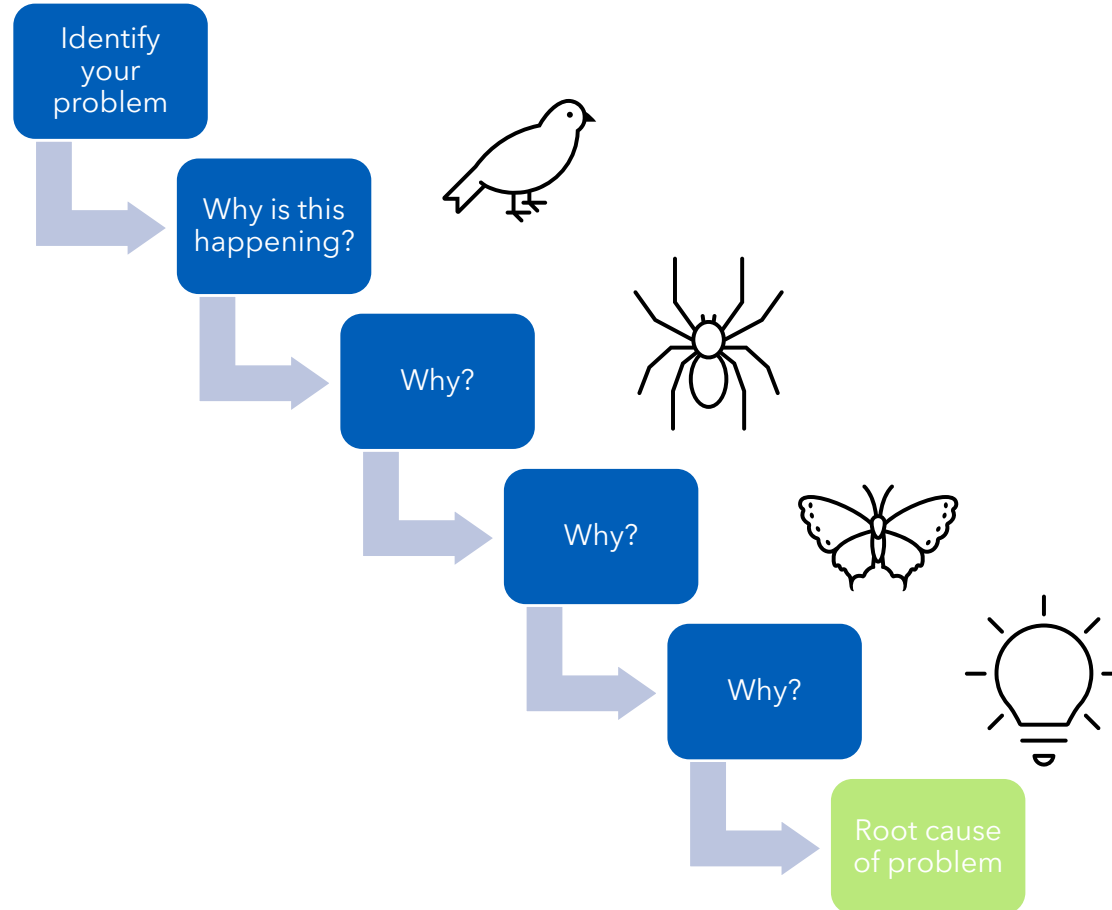 Identify
your
problem
Why is this
happening?
Why?
Why?
Why?
Root cause
of problem